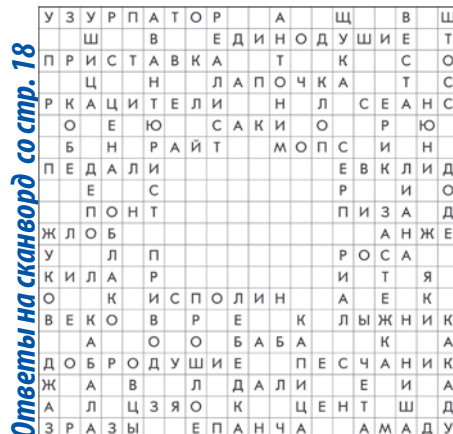 Ответы на сканворд со стр. 18
У З У Р П А Т О Р А Щ В Ш
Ш В Е Д И Н О Д У Ш И Е Т
П Р И С Т А В К А Т К С О
Ц Н Л А П О Ч К А Т С
Р К А Ц И Т Е Л И Н Л С Е А Н С
О Е Ю С А К И О Р Ю
Б Н Р А Й Т М О П С И Н
П Е Д А Л И Е В К Л И Д
Е С Р И О
П О Н Т П И З А Д
Ж Л О Б А Н Ж Е
У Л П Р О С А
К И Л А Р И Т Я
О К И С П О Л И Н А Е К
В Е К О В Р Е К Л Ы Ж Н И К
А О О Б А Б А К А
Д О Б Р О Д У Ш И Е П Е С Ч А Н И К
Ж А В Л Д А Л И Е И А
А Л Ц З Я О К Ц Е Н Т Ш Д
З Р А З Ы Е П А Н Ч А А М А Д У